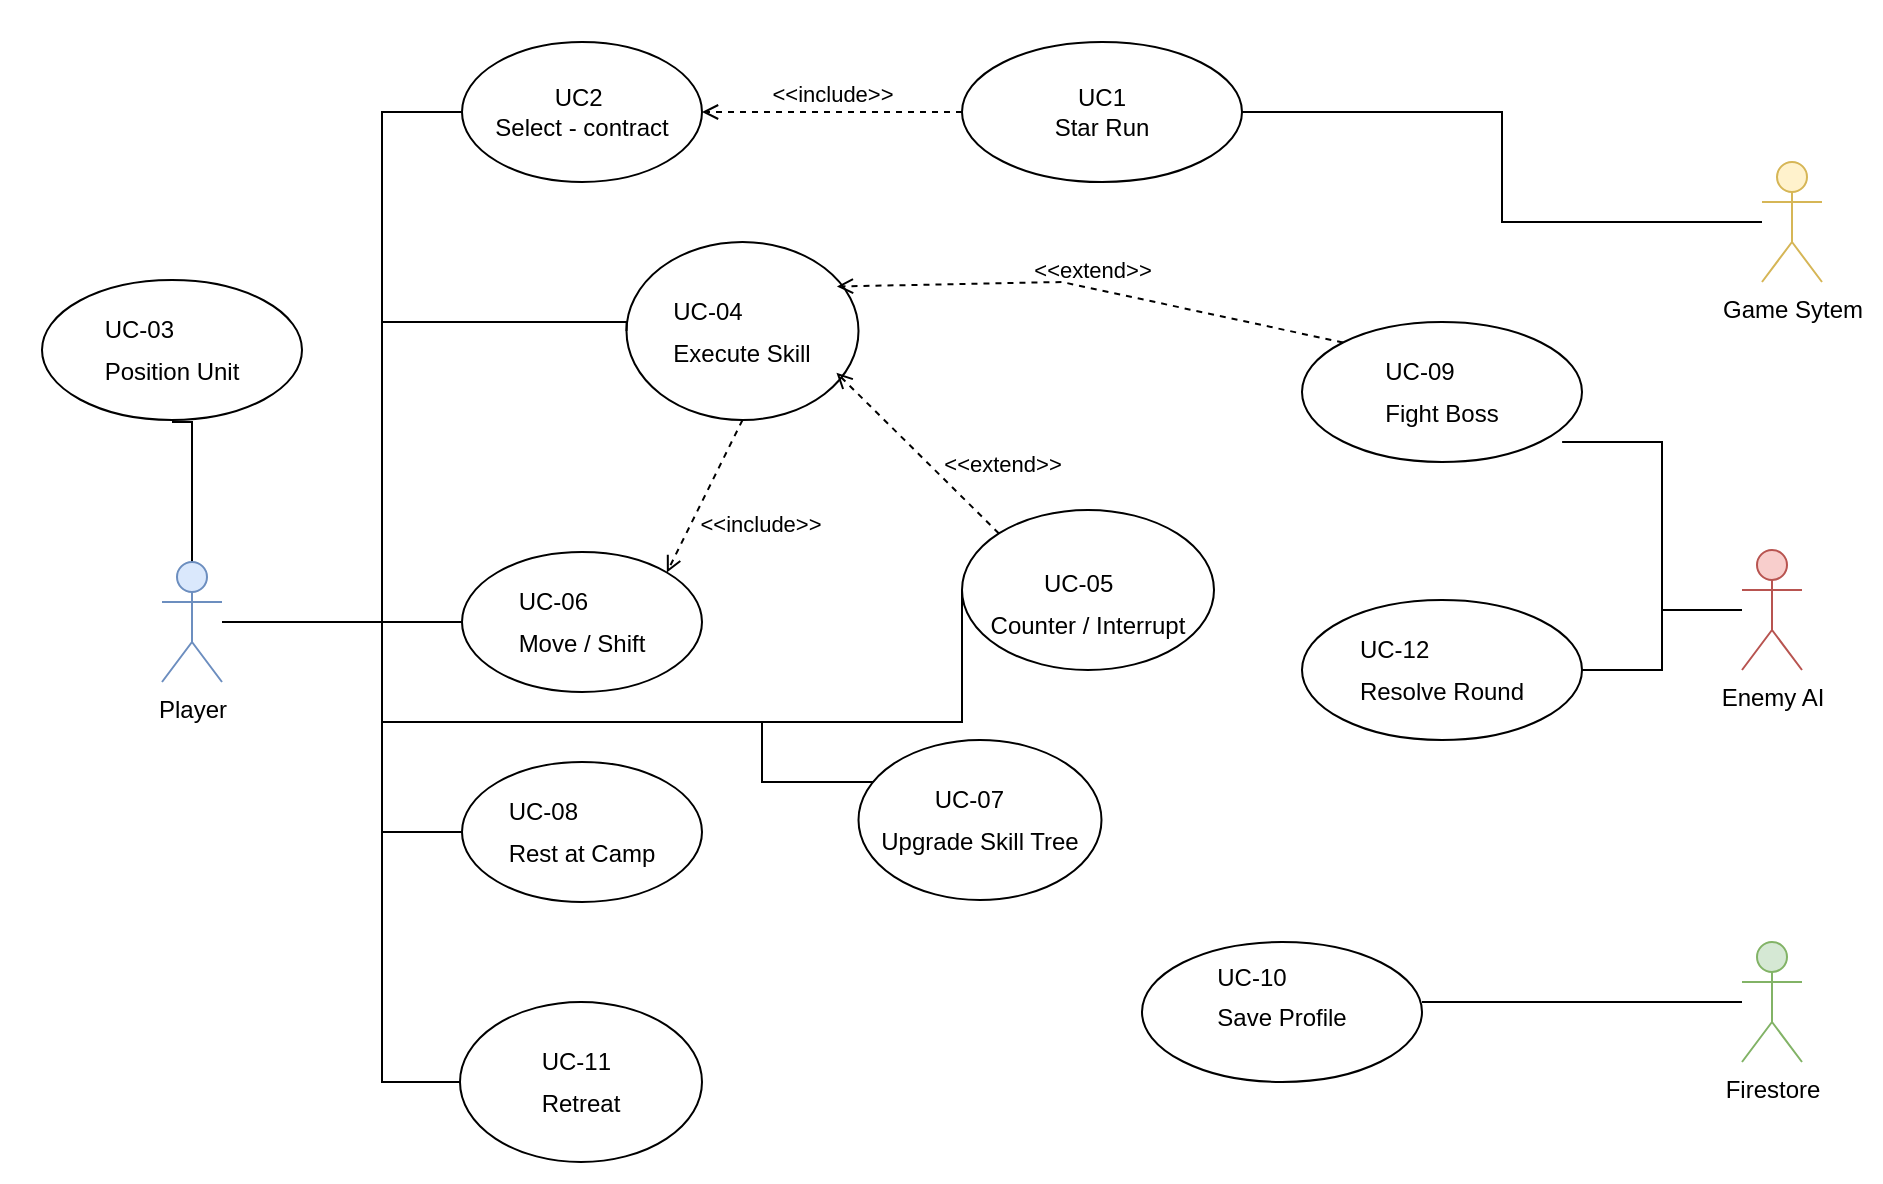 UC2
Select - contract
<<include>>
UC1
Star Run
Game Sytem
UC-03
Position Unit
UC-04
Execute Skill
<<extend>>
UC-09
Fight Boss
<<extend>>
<<include>>
UC-06
Move / Shift
UC-05
Counter / Interrupt
UC-12
Resolve Round
Player
Enemy AI
UC-08
Rest at Camp
UC-07
Upgrade Skill Tree
UC-10
Save Profile
UC-11
Retreat
Firestore